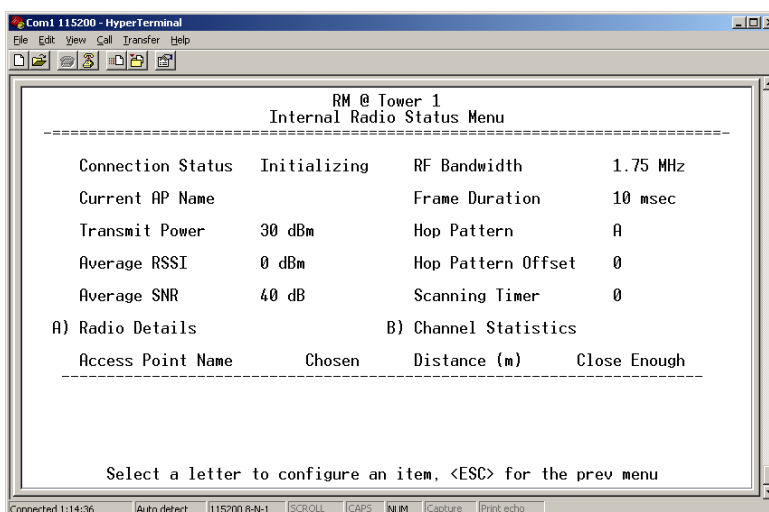 Com1 115200 - HyperTerminal
File Edit View Call Transfer Help
RM @ Tower 1
Internal Radio Status Menu
-==========================================================================-
Connection Status Initializing RF Bandwidth 1.75 MHz
Current AP Name Frame Duration 10 msec
Transmit Power 30 dBm Hop Pattern A
Average RSSI 0 dBm Hop Pattern Offset 0
Average SNR 40 dB Scanning Timer 0
A) Radio Details B) Channel Statistics
Access Point Name Chosen Distance (m) Close Enough
----------------------------------------------------------------------
Select a letter to configure an item, <ESC> for the prev menu
Connected 1:14:36 Auto detect 115200 8-N-1 SCROLL CAPS NUM Capture Print echo